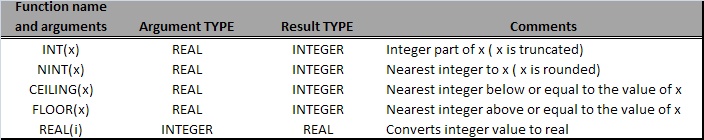 Function name and arguments Argument TYPE Result TYPE Comments
INT(x) REAL INTEGER Integer part of x ( x is truncated)
NINT(x) REAL INTEGER Nearest integer to x ( x is rounded)
CEILING(x) REAL INTEGER Nearest integer below or equal to the value of x
FLOOR(x) REAL INTEGER Nearest integer above or equal to the value of x
REAL(i) INTEGER REAL Converts integer value to real